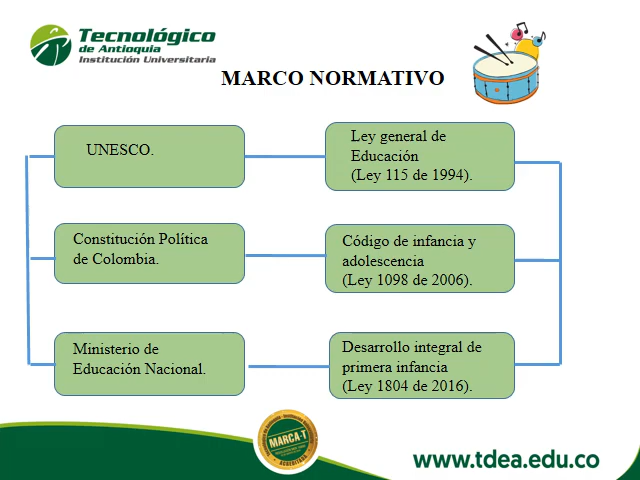 Tecnológico
de Antioquia
Institución Universitaria
MARCO NORMATIVO
UNESCO.
Ley general de
Educación
(Ley 115 de 1994).
Constitución Política
de Colombia.
Código de infancia y
adolescencia
(Ley 1098 de 2006).
Ministerio de
Educación Nacional.
Desarrollo integral de
primera infancia
(Ley 1804 de 2016).
MARCA-T
ACREDITADOS
www.tdea.edu.co